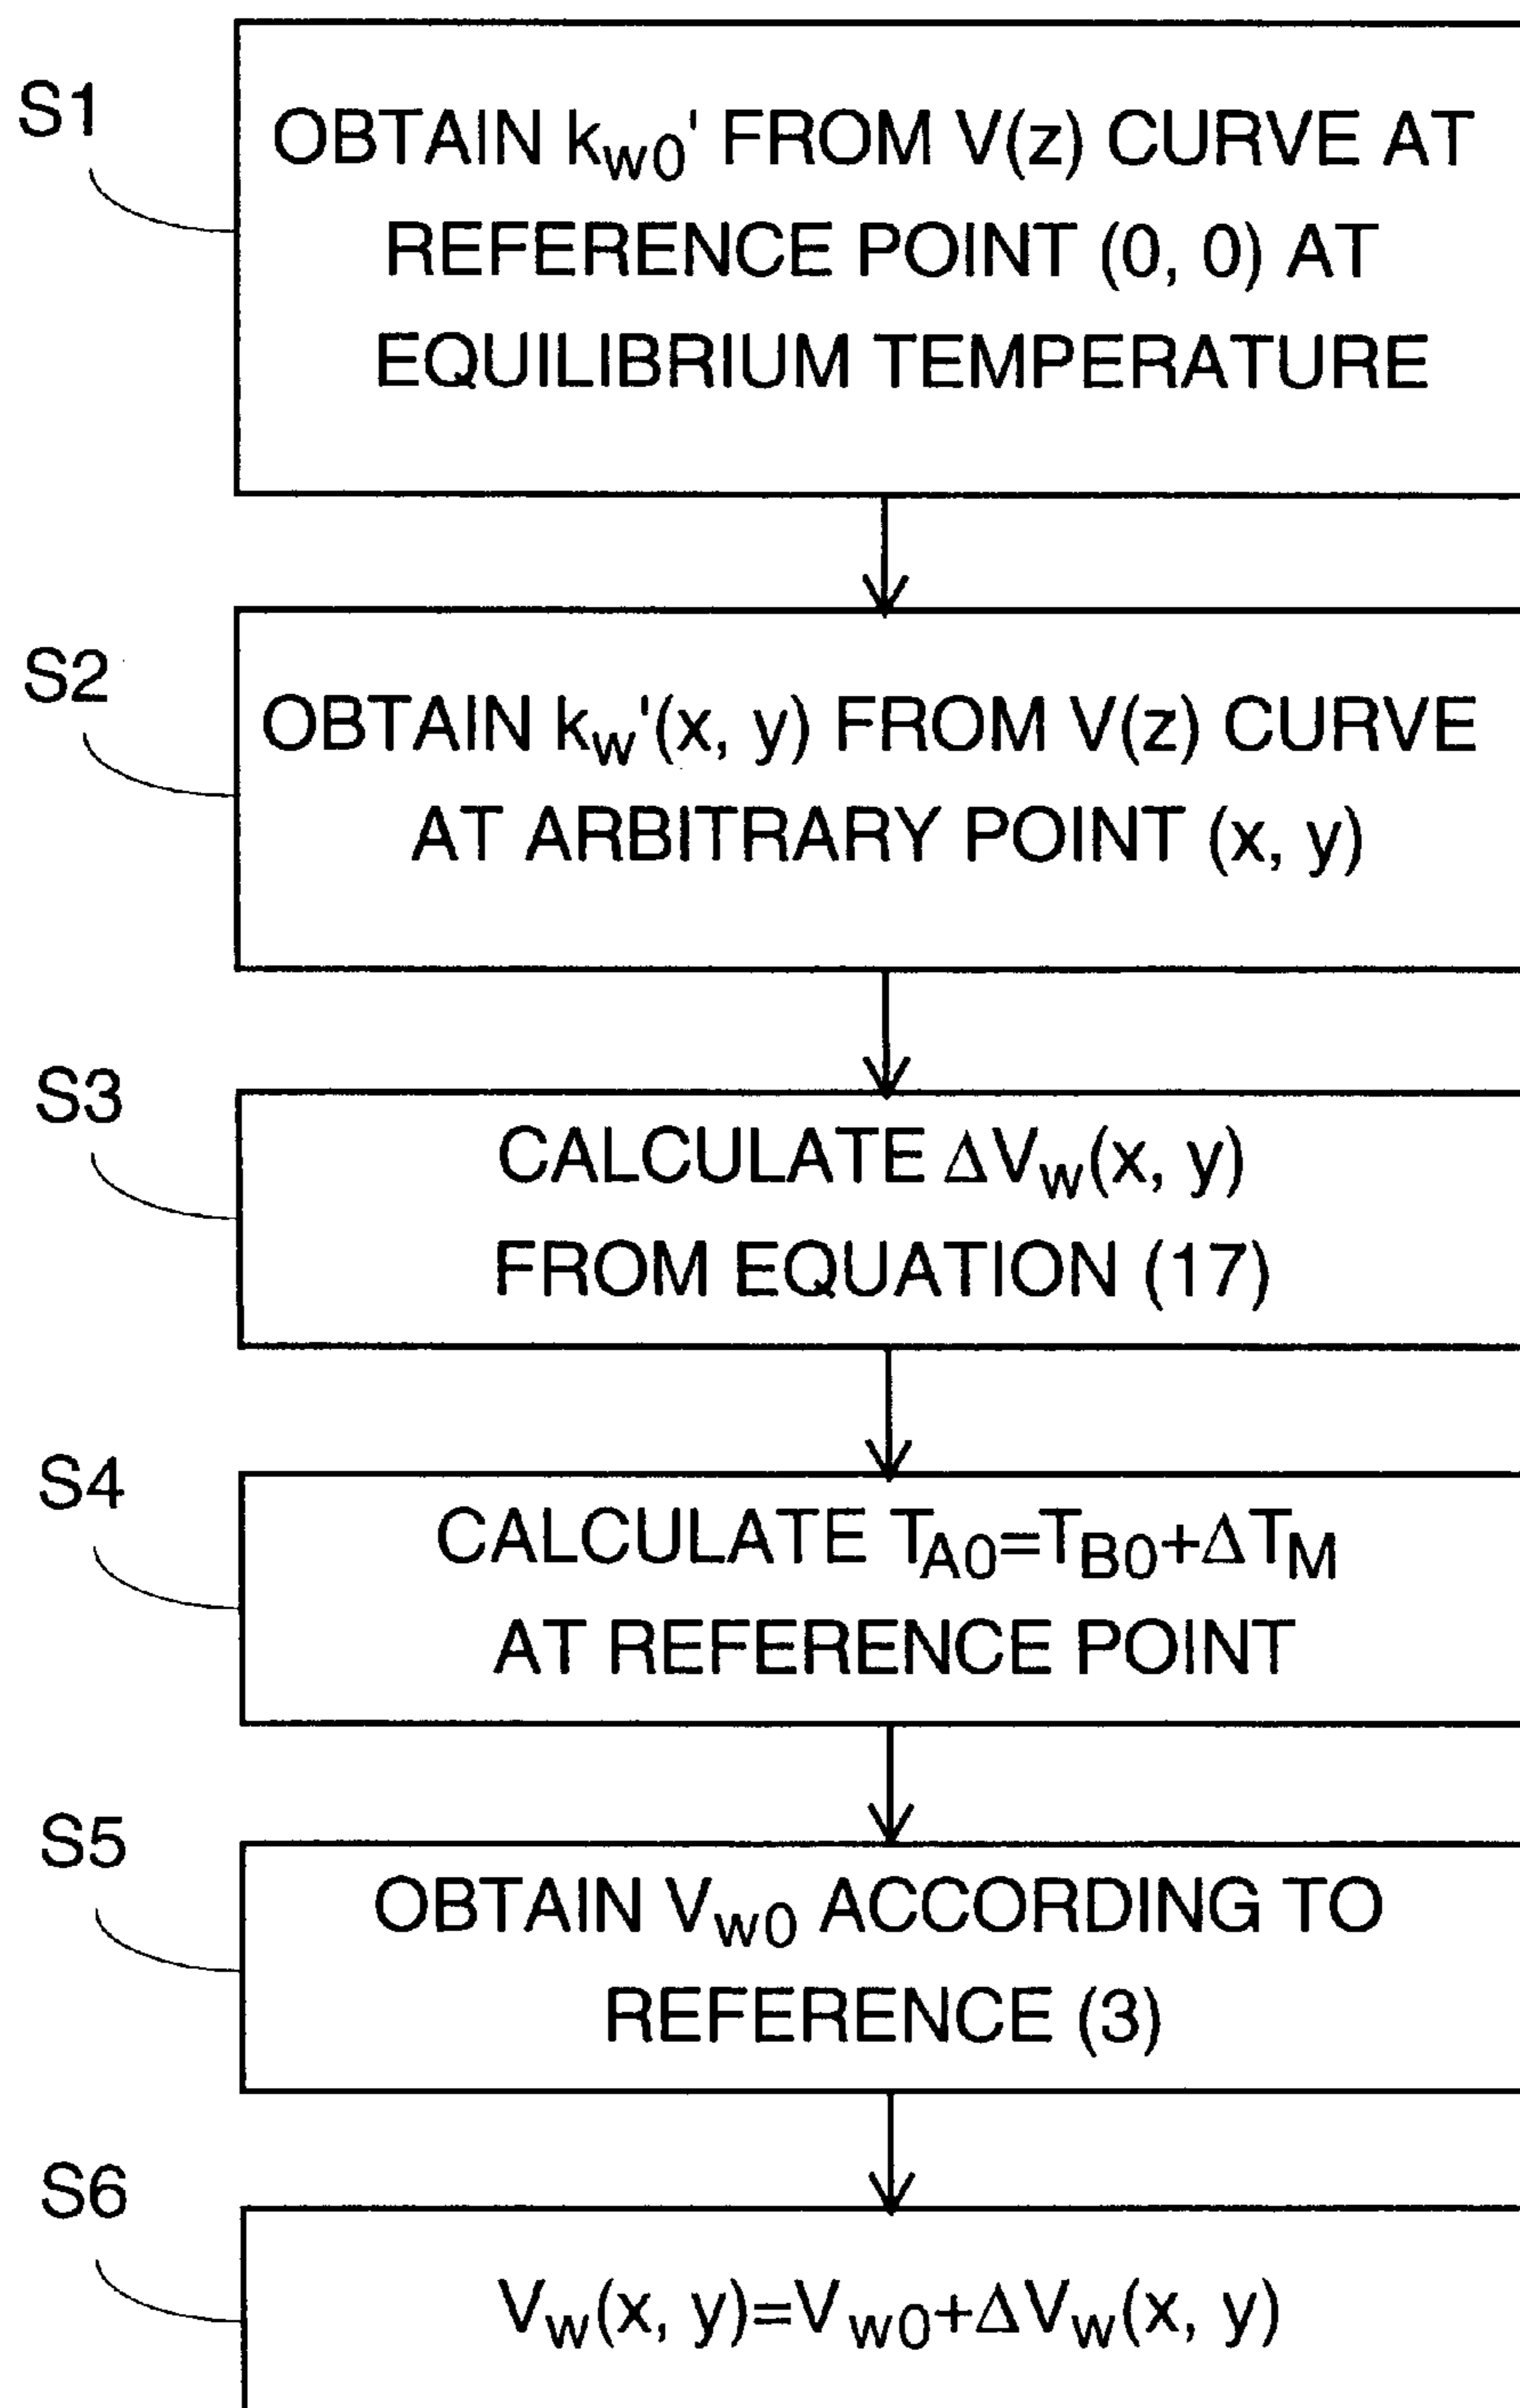 S1
OBTAIN kw0' FROM V(z) CURVE AT
REFERENCE POINT (0, 0) AT
EQUILIBRIUM TEMPERATURE
S2
OBTAIN kw'(x, y) FROM V(z) CURVE
AT ARBITRARY POINT (x, y)
S3
CALCULATE ΔVw(x, y)
FROM EQUATION (17)
S4
CALCULATE TA0=TB0+ΔTM
AT REFERENCE POINT
S5
OBTAIN Vw0 ACCORDING TO
REFERENCE (3)
S6
Vw(x, y)=Vw0+ΔVw(x, y)